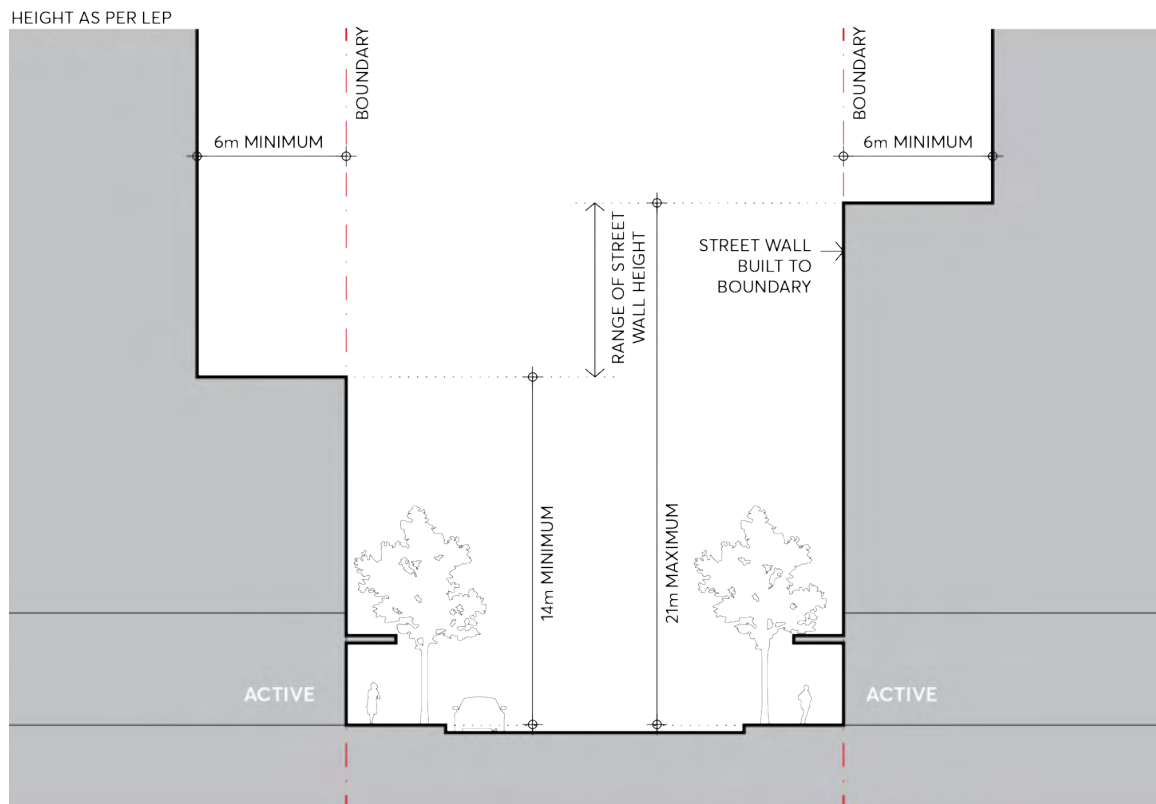 HEIGHT AS PER LEP
BOUNDARY
BOUNDARY
6m MINIMUM
6m MINIMUM
RANGE OF STREET
WALL HEIGHT
STREET WALL
BUILT TO
BOUNDARY
14m MINIMUM
21m MAXIMUM
ACTIVE
ACTIVE